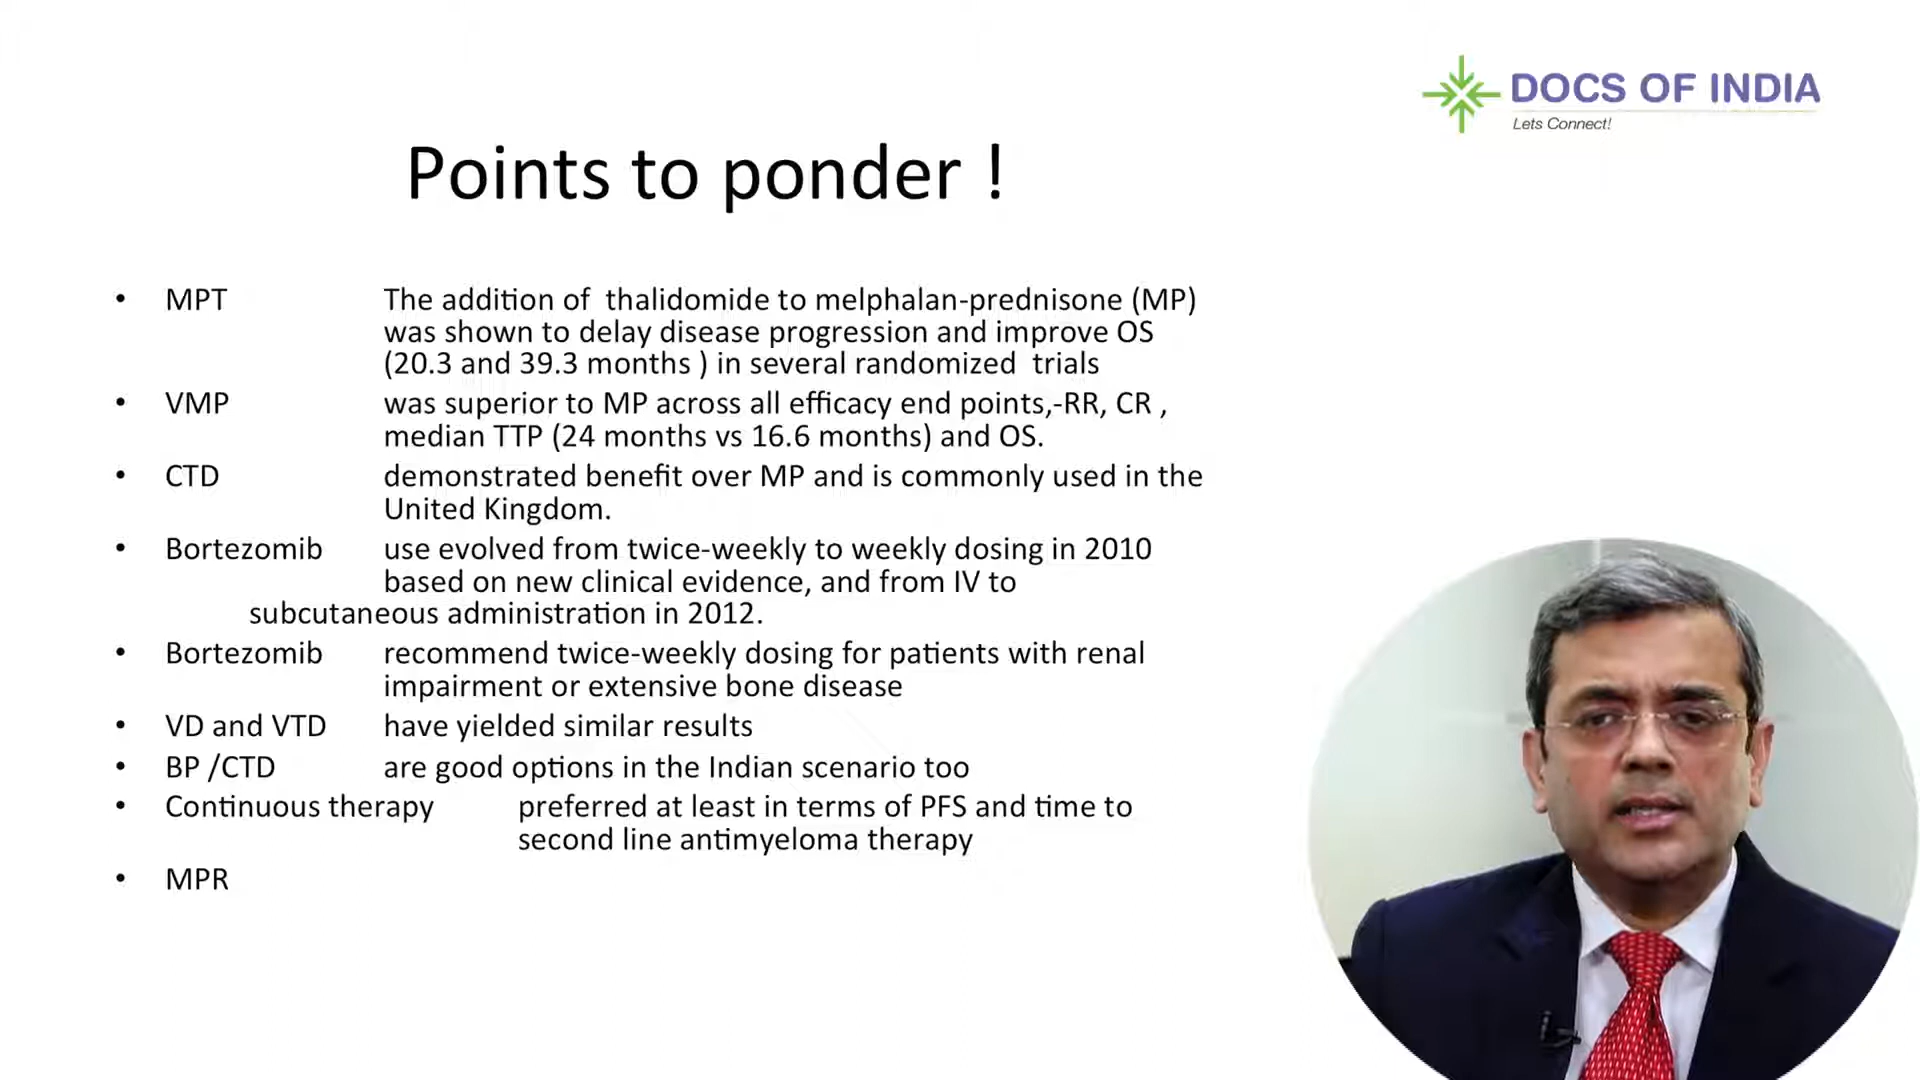 DOCS OF INDIA
Lets Connect!
Points to ponder !
• MPT The addition of thalidomide to melphalan-prednisone (MP)
was shown to delay disease progression and improve OS
(20.3 and 39.3 months ) in several randomized trials
• VMP was superior to MP across all efficacy end points,-RR, CR ,
median TTP (24 months vs 16.6 months) and OS.
• CTD demonstrated benefit over MP and is commonly used in the
United Kingdom.
• Bortezomib use evolved from twice-weekly to weekly dosing in 2010
based on new clinical evidence, and from IV to
subcutaneous administration in 2012.
• Bortezomib recommend twice-weekly dosing for patients with renal
impairment or extensive bone disease
• VD and VTD have yielded similar results
• BP /CTD are good options in the Indian scenario too
• Continuous therapy preferred at least in terms of PFS and time to
second line antimyeloma therapy
• MPR